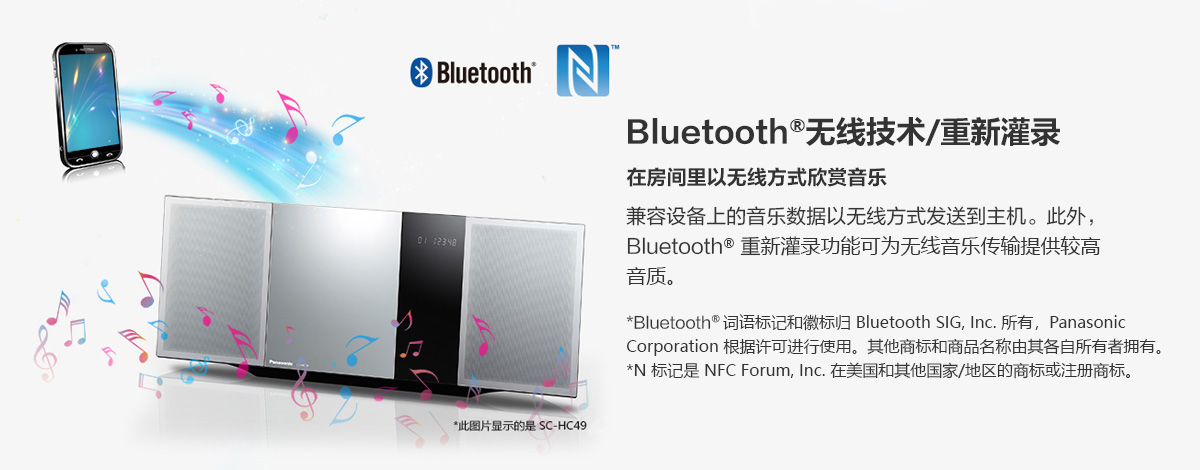 Bluetooth®
N™
Bluetooth®无线技术/重新灌录
在房间里以无线方式欣赏音乐
兼容设备上的音乐数据以无线方式发送到主机。此外，
Bluetooth® 重新灌录功能可为无线音乐传输提供较高
音质。
*Bluetooth® 词语标记和徽标归 Bluetooth SIG, Inc. 所有，Panasonic
Corporation 根据许可进行使用。其他商标和商品名称由其各自所有者拥有。
*N 标记是 NFC Forum, Inc. 在美国和其他国家/地区的商标或注册商标。
01 12348
Panasonic
*此图片显示的是 SC-HC49